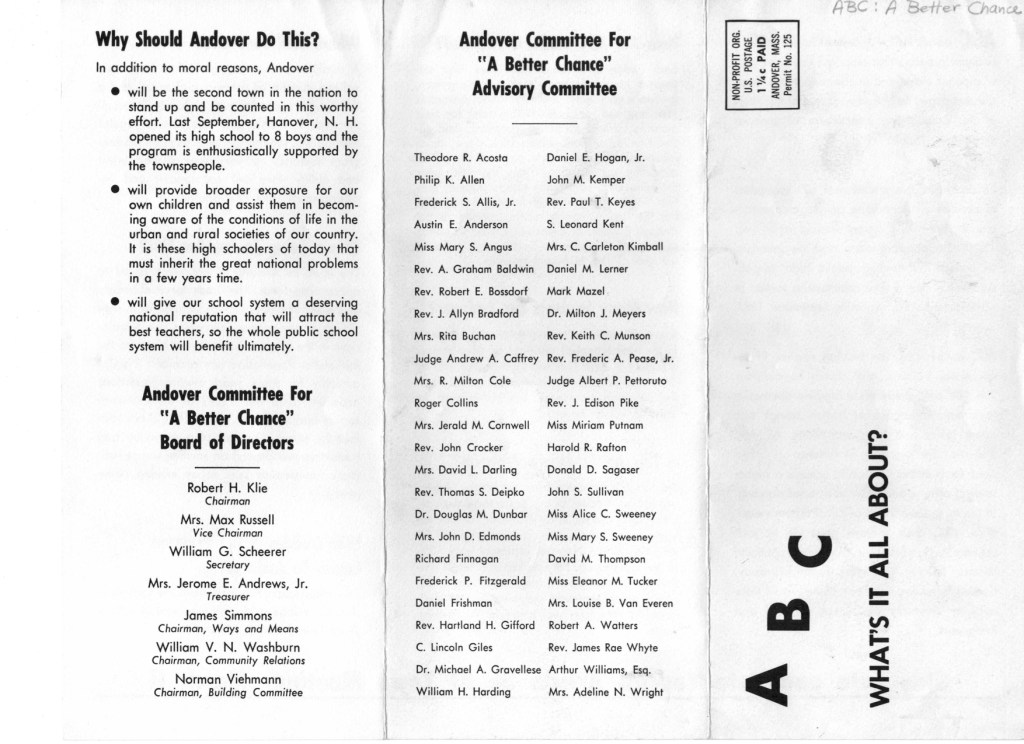 Why Should Andover Do This?
In addition to moral reasons, Andover
● will be the second town in the nation to
stand up and be counted in this worthy
effort. Last September, Hanover, N. H.
opened its high school to 8 boys and the
program is enthusiastically supported by
the townspeople.
● will provide broader exposure for our
own children and assist them in becom-
ing aware of the conditions of life in the
urban and rural societies of our country.
It is these high schoolers of today that
must inherit the great national problems
in a few years time.
● will give our school system a deserving
national reputation that will attract the
best teachers, so the whole public school
system will benefit ultimately.
Andover Committee For
"A Better Chance"
Board of Directors
Robert H. Klie
Chairman
Mrs. Max Russell
Vice Chairman
William G. Scheerer
Secretary
Mrs. Jerome E. Andrews, Jr.
Treasurer
James Simmons
Chairman, Ways and Means
William V. N. Washburn
Chairman, Community Relations
Norman Viehmann
Chairman, Building Committee
Andover Committee For
"A Better Chance"
Advisory Committee
Theodore R. Acosta
Philip K. Allen
Frederick S. Allis, Jr.
Austin E. Anderson
Miss Mary S. Angus
Rev. A. Graham Baldwin
Rev. Robert E. Bossdorf
Rev. J. Allyn Bradford
Mrs. Rita Buchan
Judge Andrew A. Caffrey
Mrs. R. Milton Cole
Roger Collins
Mrs. Jerald M. Cornwell
Rev. John Crocker
Mrs. David L. Darling
Rev. Thomas S. Deipko
Dr. Douglas M. Dunbar
Mrs. John D. Edmonds
Richard Finnagan
Frederick P. Fitzgerald
Daniel Frishman
Rev. Hartland H. Gifford
C. Lincoln Giles
Dr. Michael A. Gravellese
William H. Harding
Daniel E. Hogan, Jr.
John M. Kemper
Rev. Paul T. Keyes
S. Leonard Kent
Mrs. C. Carleton Kimball
Daniel M. Lerner
Mark Mazel
Dr. Milton J. Meyers
Rev. Keith C. Munson
Rev. Frederic A. Pease, Jr.
Judge Albert P. Pettoruto
Rev. J. Edison Pike
Miss Miriam Putnam
Harold R. Rafton
Donald D. Sagaser
John S. Sullivan
Miss Alice C. Sweeney
Miss Mary S. Sweeney
David M. Thompson
Miss Eleanor M. Tucker
Mrs. Louise B. Van Everen
Robert A. Watters
Rev. James Rae Whyte
Arthur Williams, Esq.
Mrs. Adeline N. Wright
ABC: A Better Chance
NON-PROFIT ORG.
U.S. POSTAGE
1 ¼ c PAID
ANDOVER, MASS.
Permit No. 125
A B C
WHAT'S IT ALL ABOUT?